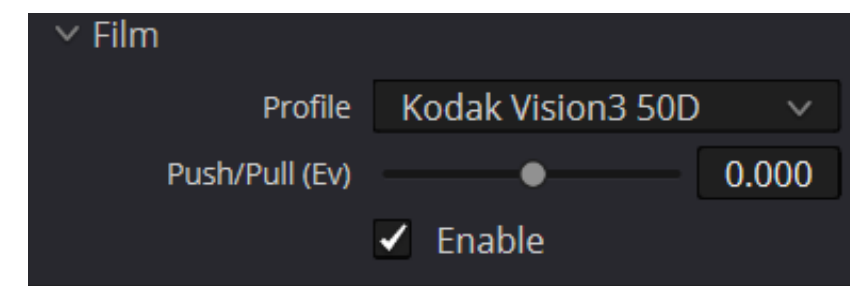 Film
Profile Kodak Vision3 50D
Push/Pull (Ev) 0.000
Enable